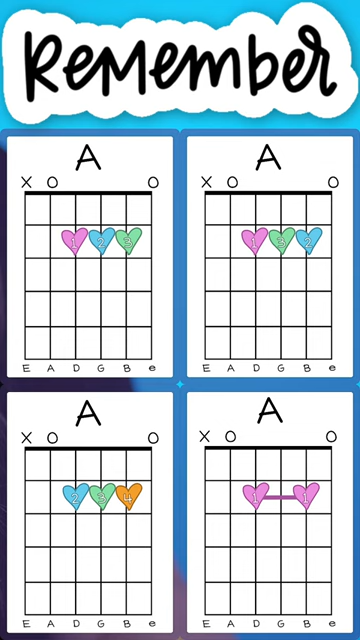 Remember
A
X O O
1 2 3
E A D G B e
A
X O O
1 3 2
E A D G B e
A
X O O
2 3 4
E A D G B e
A
X O O
1 1
E A D G B e